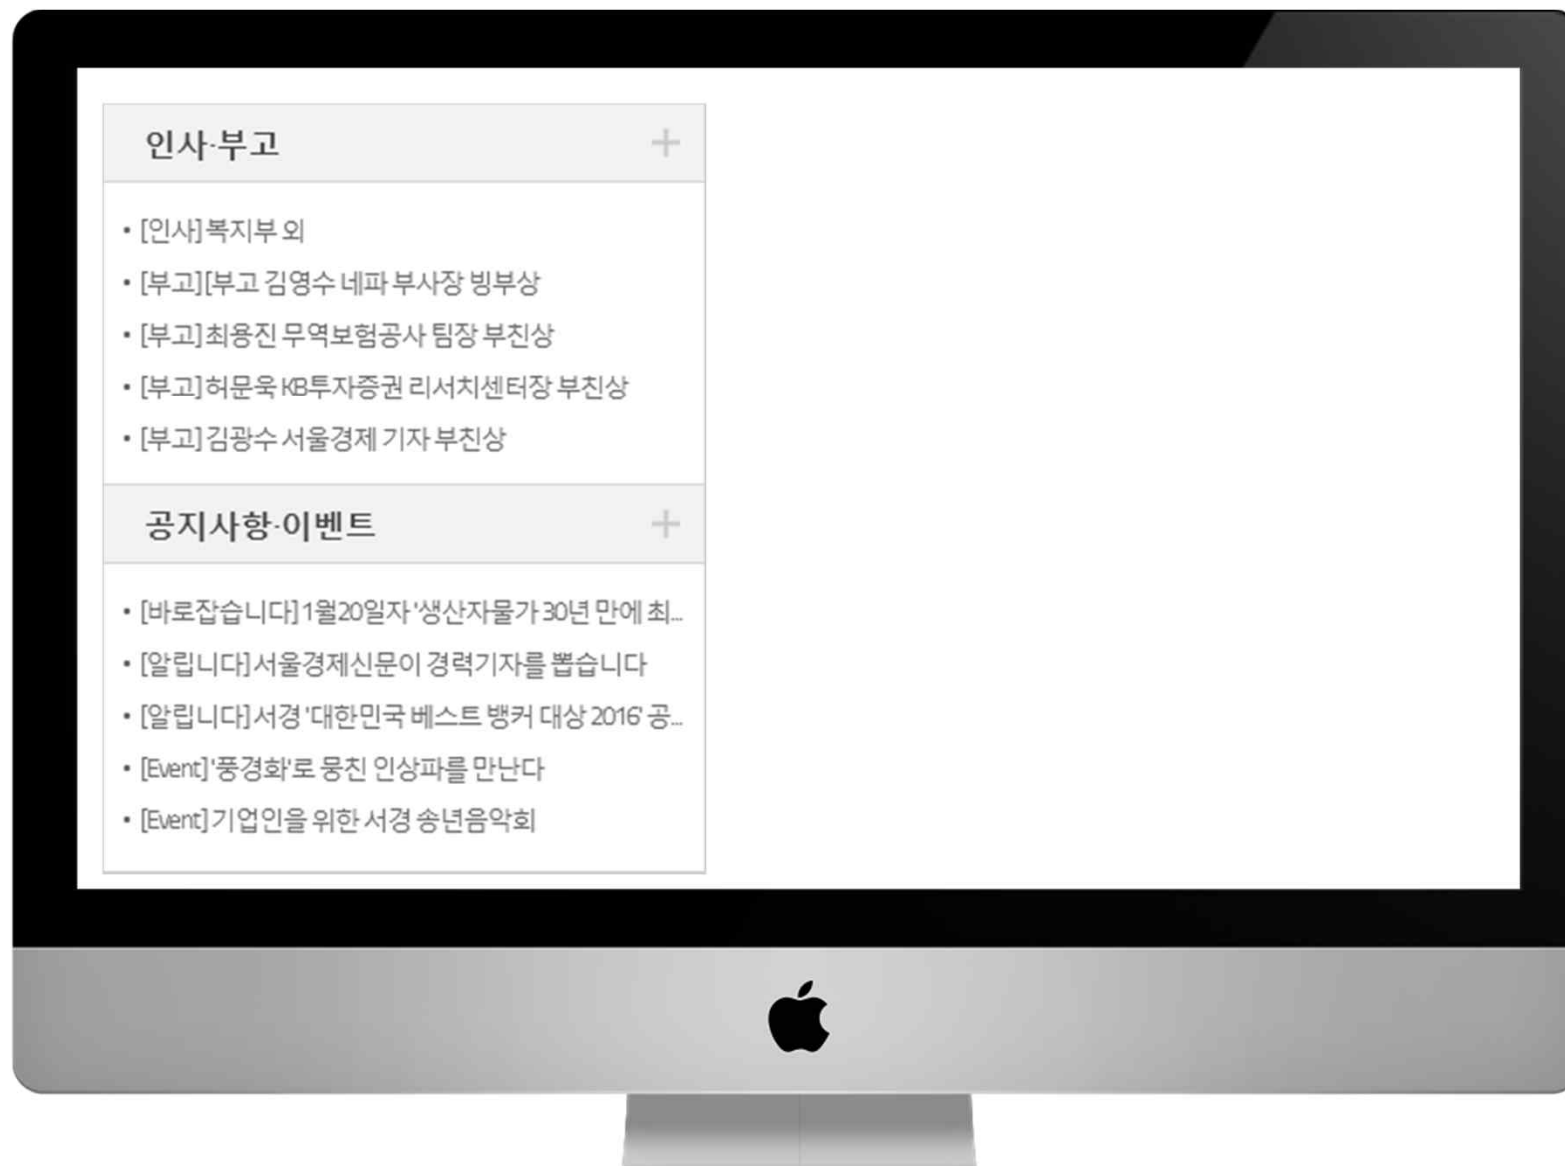 인사·부고
• [인사] 복지부 외
• [부고][부고 김영수 네파 부사장 빙부상
• [부고] 최용진 무역보험공사 팀장 부친상
• [부고] 허문욱 KB투자증권 리서치센터장 부친상
• [부고] 김광수 서울경제 기자 부친상
공지사항·이벤트
• [바로잡습니다] 1월20일자 '생산자물가 30년 만에 최...
• [알립니다] 서울경제신문이 경력기자를 뽑습니다
• [알립니다] 서경 '대한민국 베스트 뱅커 대상 2016' 공...
• [Event] '풍경화'로 뭉친 인상파를 만난다
• [Event] 기업인을 위한 서경 송년음악회